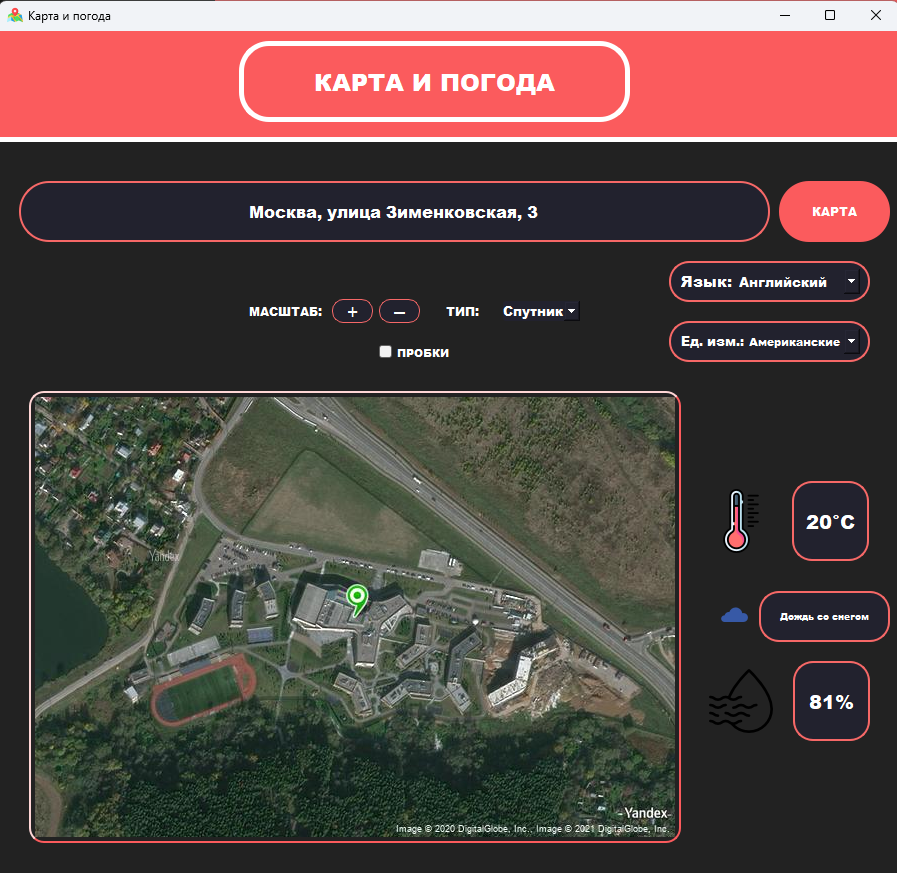 Карта и погода
КАРТА И ПОГОДА
Москва, улица Зименковская, 3
КАРТА
Язык: Английский
МАСШТАБ: + – ТИП: Спутник
Ед. изм.: Американские
ПРОБКИ
20°C
Yandex
Дождь со снегом
81%
Yandex
Image © 2020 DigitalGlobe, Inc., Image © 2021 DigitalGlobe, Inc.